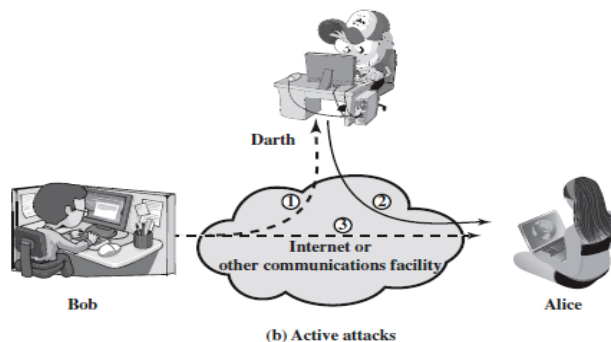 Darth
①
②
③
Internet or
other communications facility
Bob
Alice
(b) Active attacks